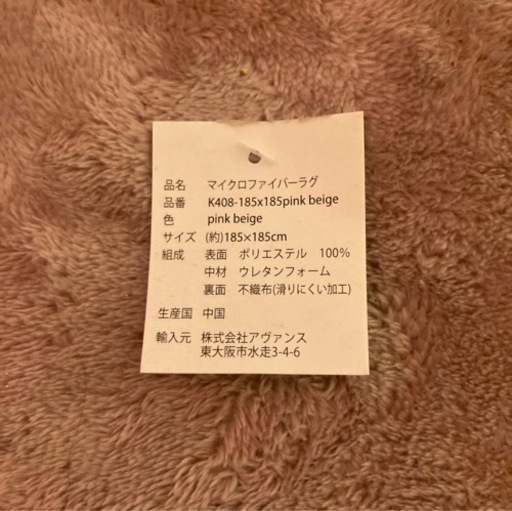 品名 マイクロファイバーラグ
品番 K408-185x185pink beige
色 pink beige
サイズ (約)185×185cm
組成 表面 ポリエステル 100%
中材 ウレタンフォーム
裏面 不織布(滑りにくい加工)
生産国 中国
輸入元 株式会社アヴァンス
東大阪市水走3-4-6